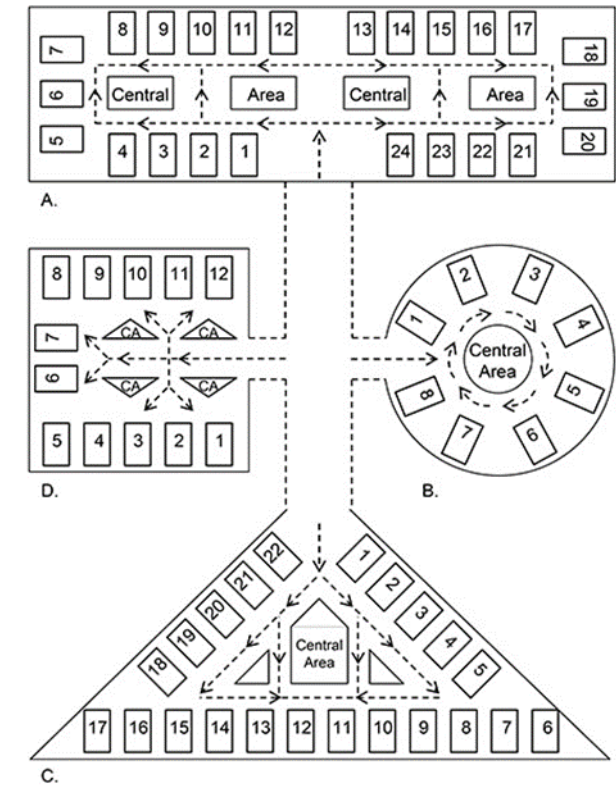 8 9 10 11 12 13 14 15 16 17
7 18
Central Area Central Area
6 19
5 20
4 3 2 1 24 23 22 21
A.
8 9 10 11 12
7 CA CA
6 CA CA
5 4 3 2 1
D.
2 3
1 4
Central
Area
8 5
7 6
B.
22 1
21 2
20 3
19 4
18 5
Central
Area
17 16 15 14 13 12 11 10 9 8 7 6
C.